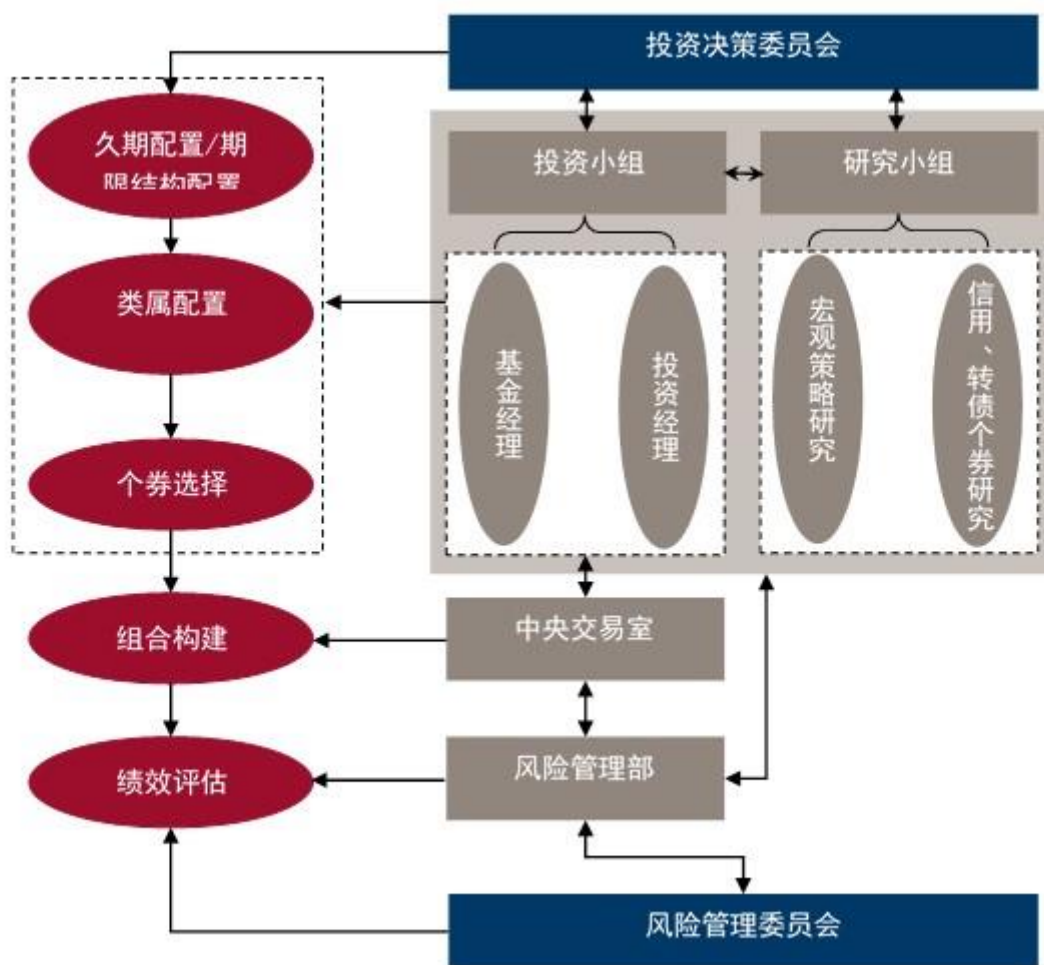 投资决策委员会
久期配置/期
限结构配置
投资小组
研究小组
类属配置
基金经理
投资经理
宏观策略研究
信用、转债个券研究
个券选择
组合构建
中央交易室
绩效评估
风险管理部
风险管理委员会